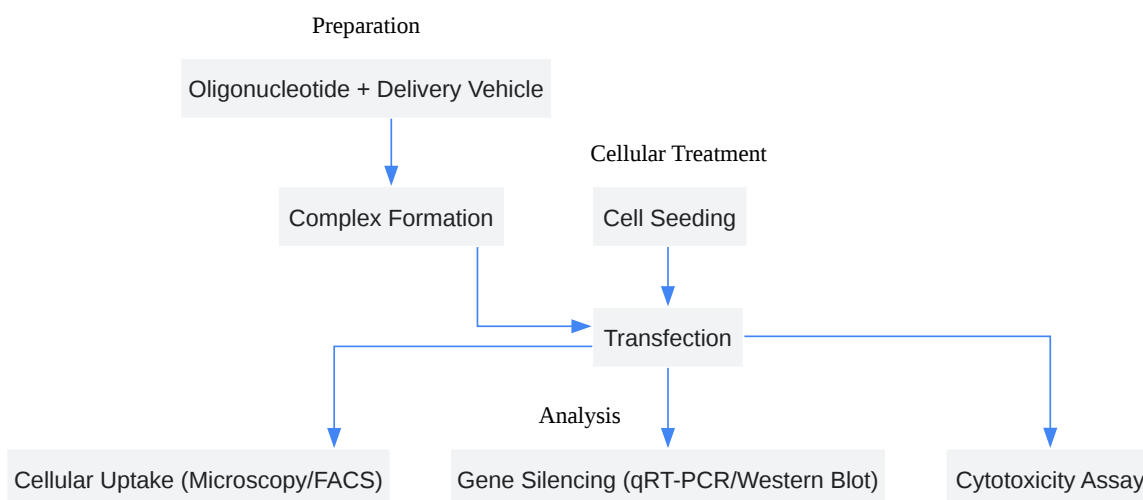 Preparation
Oligonucleotide + Delivery Vehicle
Cellular Treatment
Complex Formation
Cell Seeding
Transfection
Analysis
Cellular Uptake (Microscopy/FACS)
Gene Silencing (qRT-PCR/Western Blot)
Cytotoxicity Assay